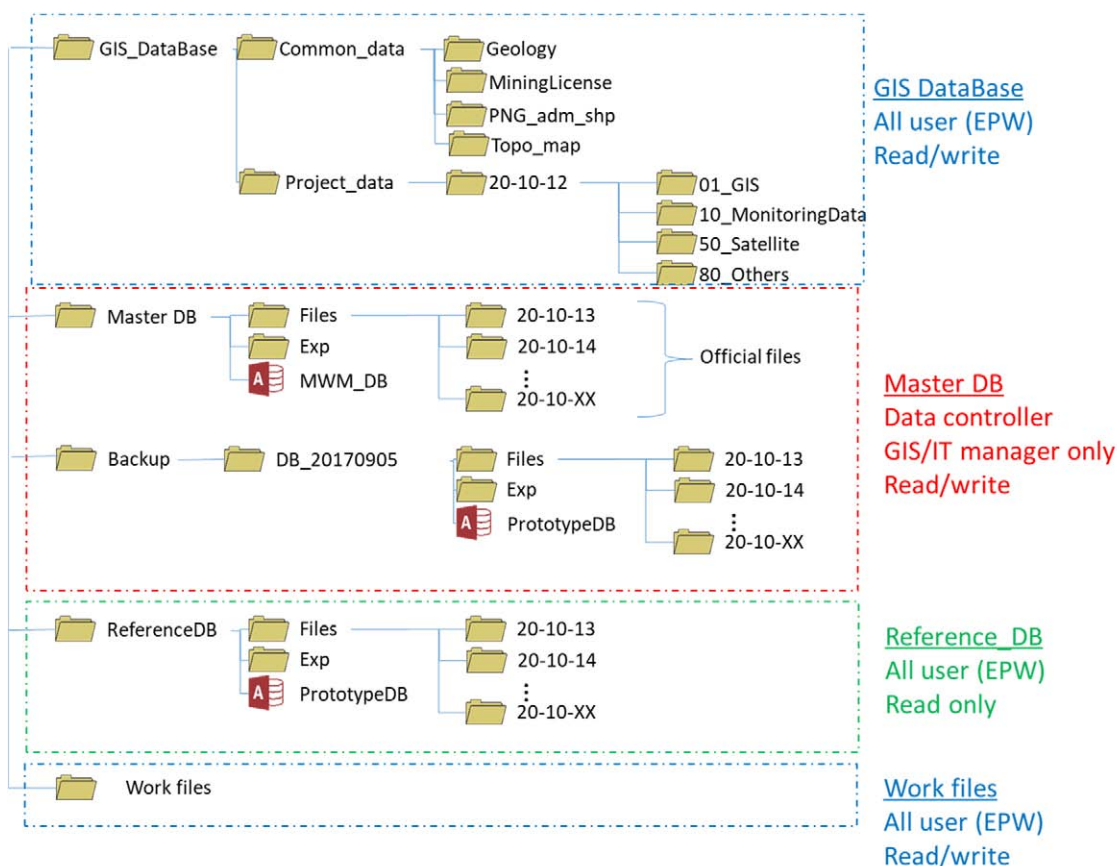 GIS_DataBase Common_data Geology
MiningLicense
PNG_adm_shp
Topo_map
Project_data 20-10-12 01_GIS
10_MonitoringData
50_Satellite
80_Others
GIS DataBase
All user (EPW)
Read/write
Master DB Files 20-10-13
Exp 20-10-14
A MWM_DB
20-10-XX
Official files
Backup DB_20170905 Files 20-10-13
Exp 20-10-14
A PrototypeDB
20-10-XX
Master DB
Data controller
GIS/IT manager only
Read/write
ReferenceDB Files 20-10-13
Exp 20-10-14
A PrototypeDB
20-10-XX
Reference_DB
All user (EPW)
Read only
Work files
Work files
All user (EPW)
Read/write